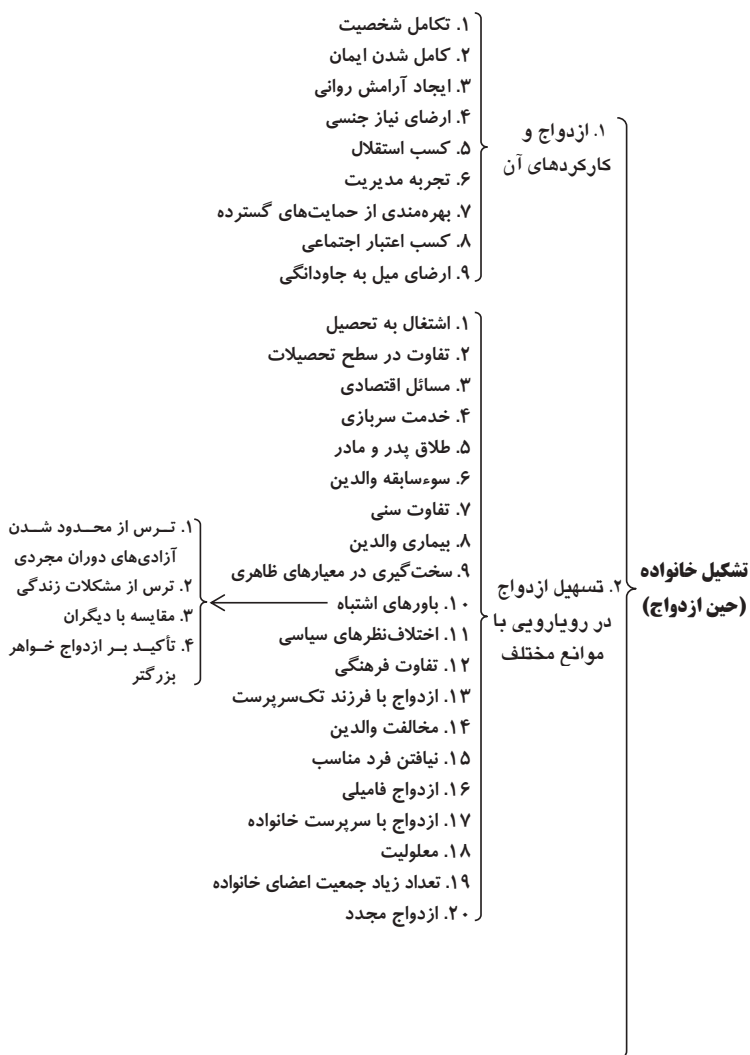 تشکیل خانواده
(حین ازدواج)
۱. ازدواج و
کارکردهای آن
۱. تکامل شخصیت
۲. کامل شدن ایمان
۳. ایجاد آرامش روانی
۴. ارضای نیاز جنسی
۵. کسب استقلال
۶. تجربه مدیریت
۷. بهره‌مندی از حمایت‌های گسترده
۸. کسب اعتبار اجتماعی
۹. ارضای میل به جاودانگی
۲. تسهیل ازدواج
در رویارویی با
موانع مختلف
۱. اشتغال به تحصیل
۲. تفاوت در سطح تحصیلات
۳. مسائل اقتصادی
۴. خدمت سربازی
۵. طلاق پدر و مادر
۶. سوءسابقه والدین
۷. تفاوت سنی
۸. بیماری والدین
۹. سخت‌گیری در معیارهای ظاهری
۱۰. باورهای اشتباه
۱۱. اختلاف‌نظرهای سیاسی
۱۲. تفاوت فرهنگی
۱۳. ازدواج با فرزند تک‌سرپرست
۱۴. مخالفت والدین
۱۵. نیافتن فرد مناسب
۱۶. ازدواج فامیلی
۱۷. ازدواج با سرپرست خانواده
۱۸. معلولیت
۱۹. تعداد زیاد جمعیت اعضای خانواده
۲۰. ازدواج مجدد
۱. تــرس از محــدود شــدن
آزادی‌های دوران مجردی
۲. ترس از مشکلات زندگی
۳. مقایسه با دیگران
۴. تأکیــد بــر ازدواج خــواهر
بزرگتر